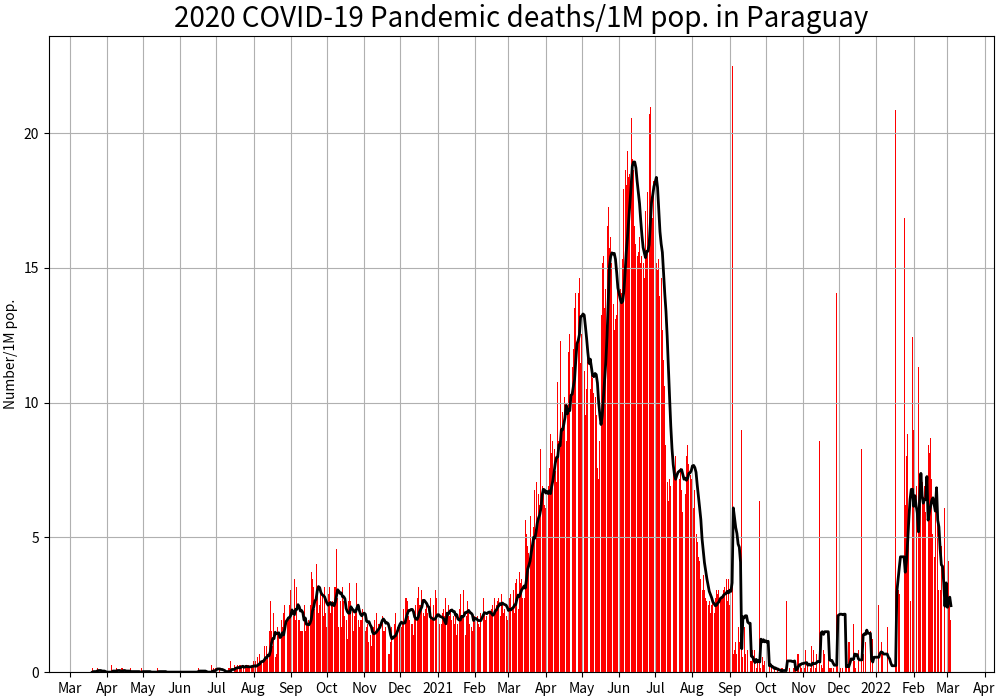 2020 COVID-19 Pandemic deaths/1M pop. in Paraguay
Number/1M pop.
20
15
10
5
0
Mar Apr May Jun Jul Aug Sep Oct Nov Dec 2021 Feb Mar Apr May Jun Jul Aug Sep Oct Nov Dec 2022 Feb Mar Apr